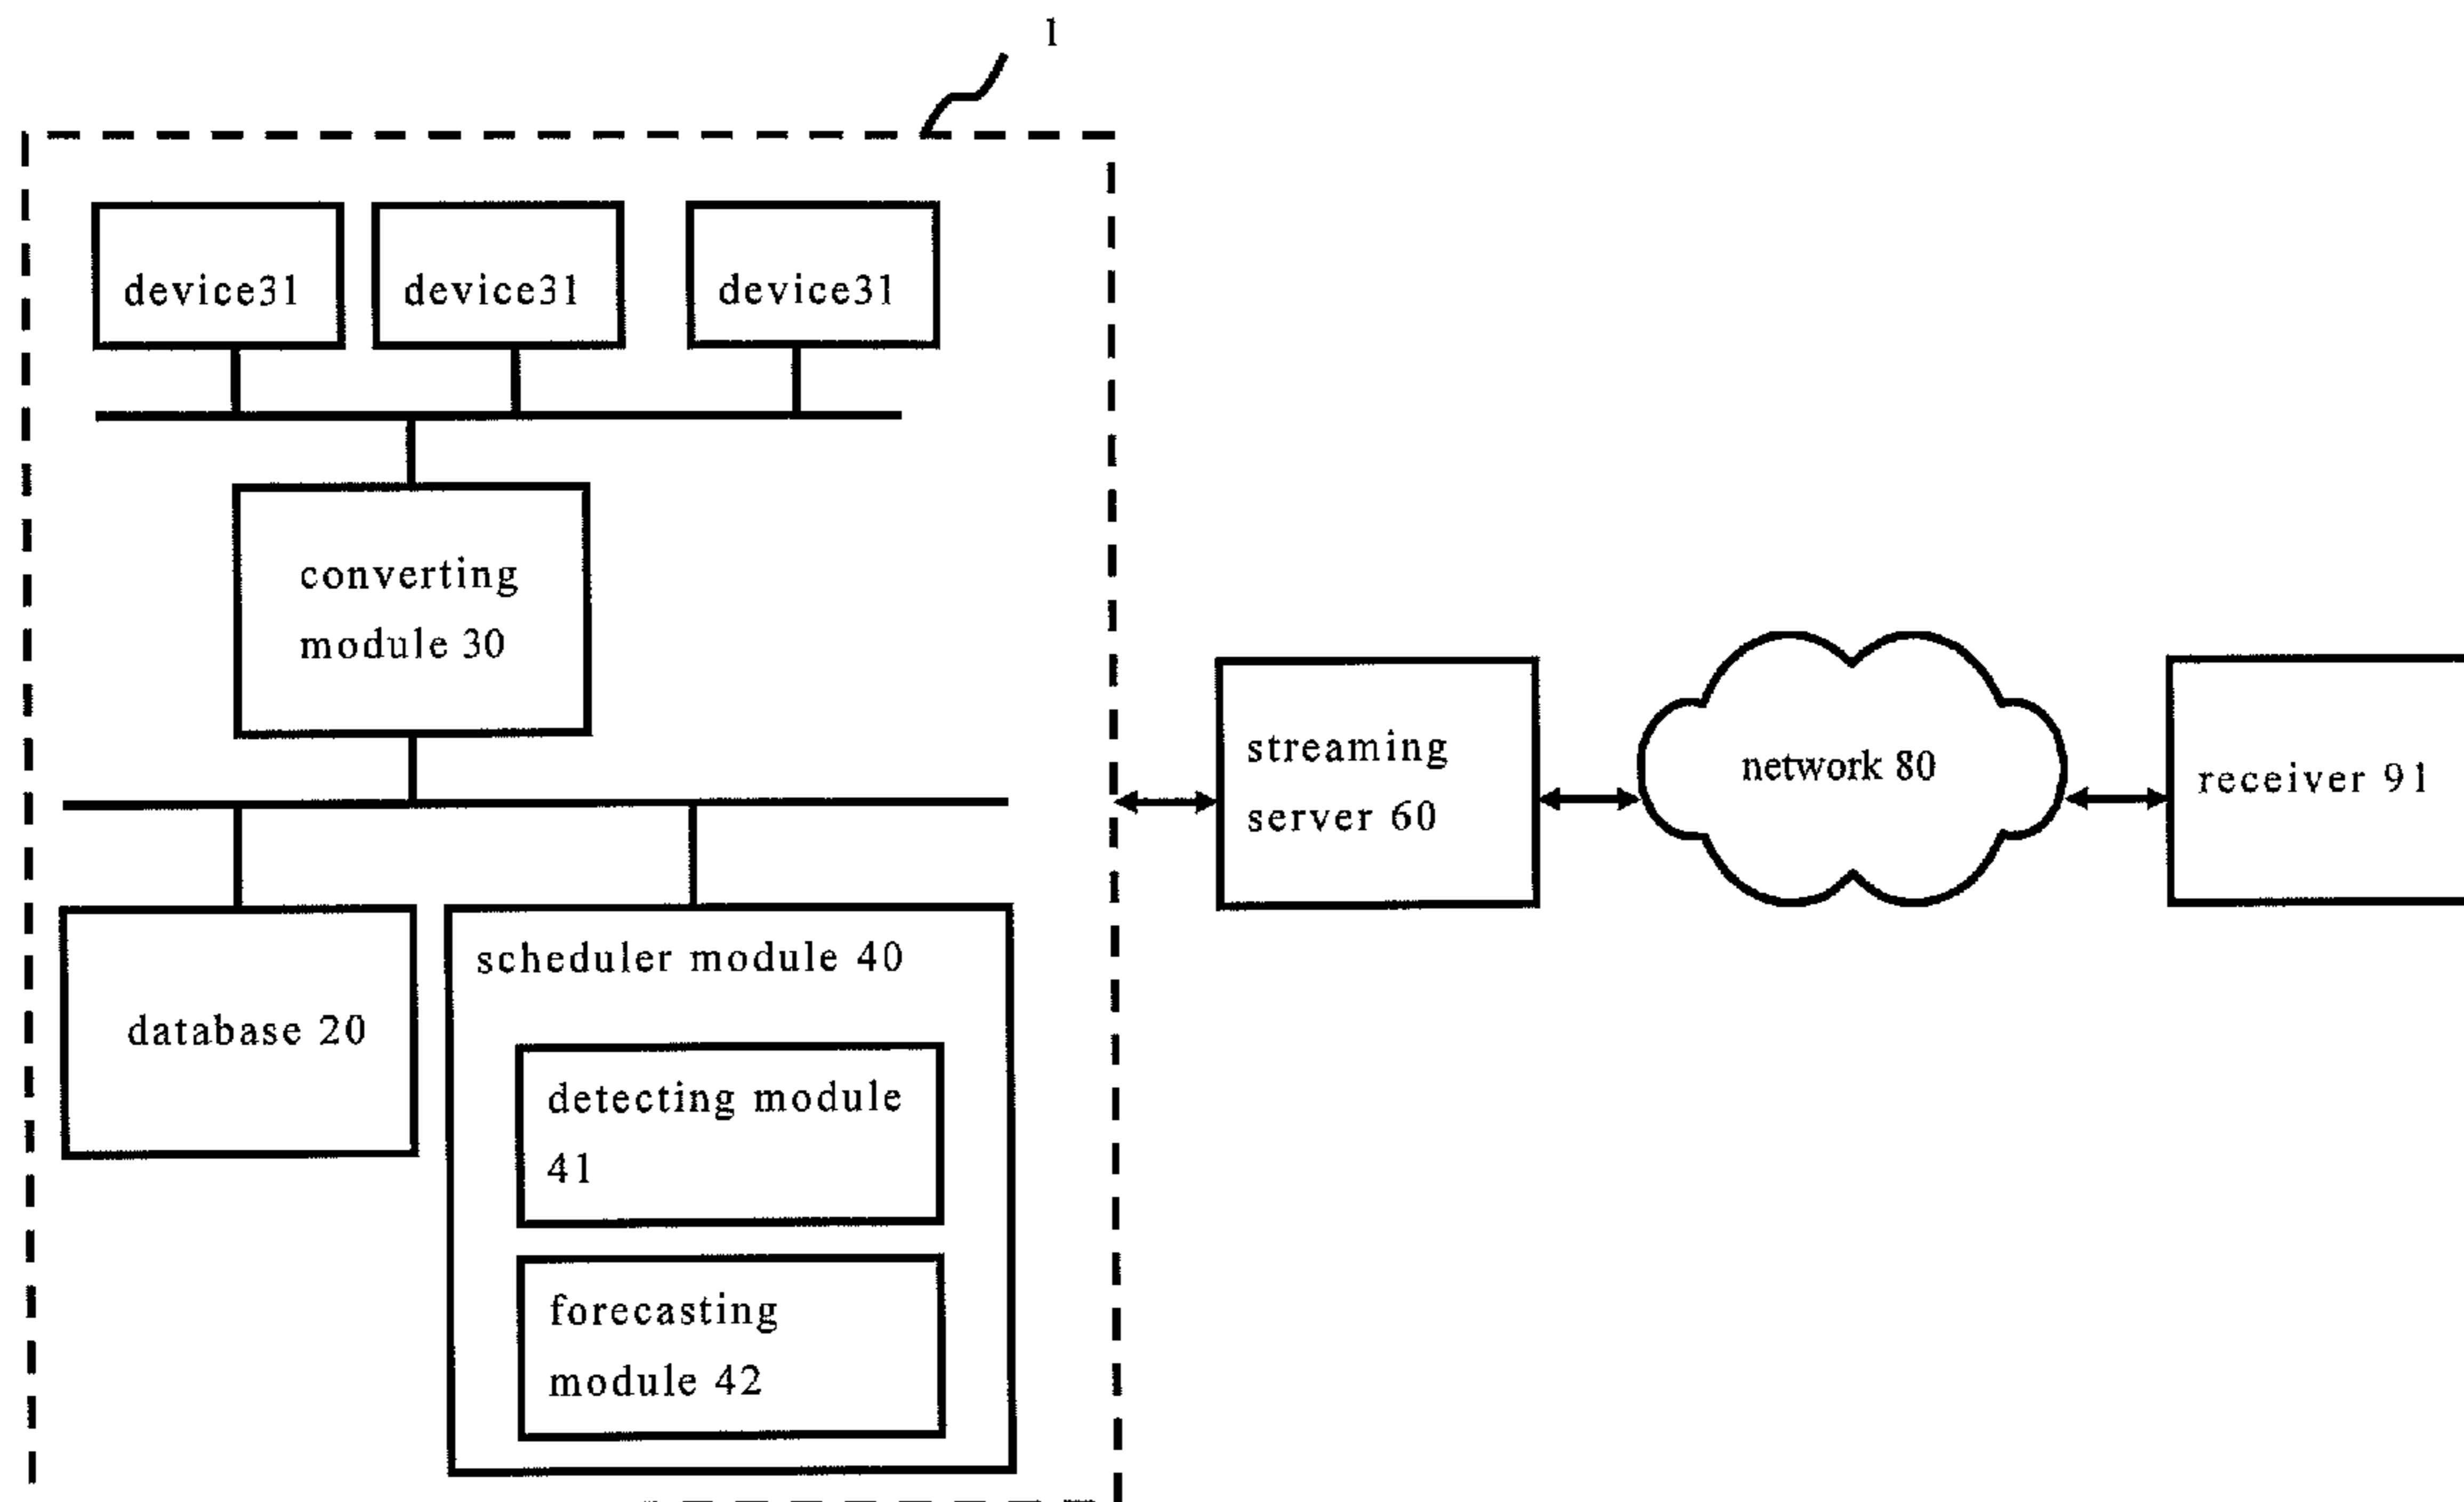 1
device31
device31
device31
converting
module 30
streaming
server 60
network 80
receiver 91
database 20
scheduler module 40
detecting module
41
forecasting
module 42